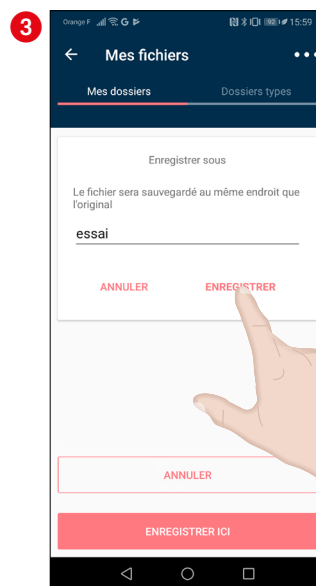 3
Orange F 92 15:59
Mes fichiers
Mes dossiers Dossiers types
Enregistrer sous
Le fichier sera sauvegardé au même endroit que
l'original
essai
ANNULER ENREGISTRER
ANNULER
ENREGISTRER ICI